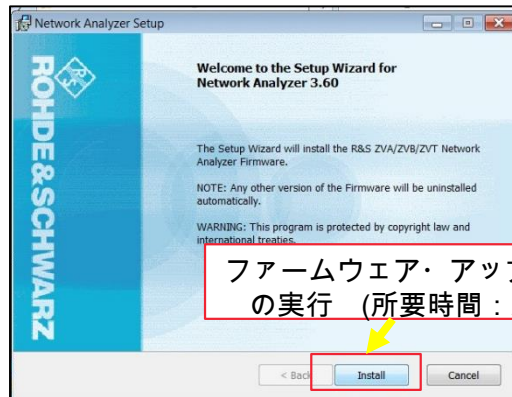 Network Analyzer Setup
ROHDE&SCHWARZ
Welcome to the Setup Wizard for
Network Analyzer 3.60
The Setup Wizard will install the R&S ZVA/ZVB/ZVT Network
Analyzer Firmware.
NOTE: Any other version of the Firmware will be uninstalled
automatically.
WARNING: This program is protected by copyright law and
international treaties.
ファームウェア・アップ
の実行 (所要時間:
< Back
Install
Cancel